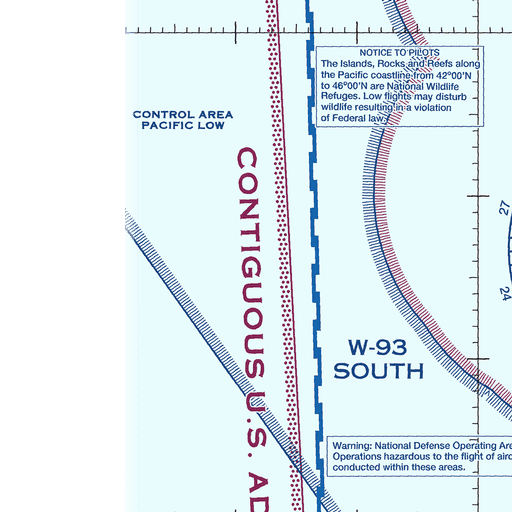 NOTICE TO PILOTS
The Islands, Rocks and Reefs along
the Pacific coastline from 42°00'N
to 46°00'N are National Wildlife
Refuges. Low flights may disturb
wildlife resulting in a violation
of Federal law.
CONTROL AREA
PACIFIC LOW
CONTIGUOUS U.S. AD
27
24
W-93
SOUTH
Warning: National Defense Operating Are
Operations hazardous to the flight of airc
conducted within these areas.